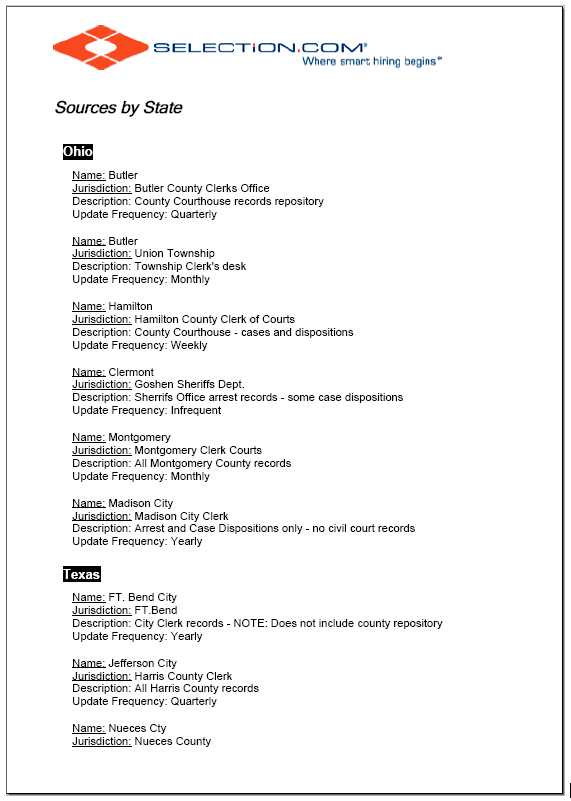 SELECTiON.COM®
Where smart hiring begins℠
Sources by State
Ohio
Name: Butler
Jurisdiction: Butler County Clerks Office
Description: County Courthouse records repository
Update Frequency: Quarterly
Name: Butler
Jurisdiction: Union Township
Description: Township Clerk's desk
Update Frequency: Monthly
Name: Hamilton
Jurisdiction: Hamilton County Clerk of Courts
Description: County Courthouse - cases and dispositions
Update Frequency: Weekly
Name: Clermont
Jurisdiction: Goshen Sheriffs Dept.
Description: Sherrifs Office arrest records - some case dispositions
Update Frequency: Infrequent
Name: Montgomery
Jurisdiction: Montgomery Clerk Courts
Description: All Montgomery County records
Update Frequency: Monthly
Name: Madison City
Jurisdiction: Madison City Clerk
Description: Arrest and Case Dispositions only - no civil court records
Update Frequency: Yearly
Texas
Name: FT. Bend City
Jurisdiction: FT.Bend
Description: City Clerk records - NOTE: Does not include county repository
Update Frequency: Yearly
Name: Jefferson City
Jurisdiction: Harris County Clerk
Description: All Harris County records
Update Frequency: Quarterly
Name: Nueces Cty
Jurisdiction: Nueces County